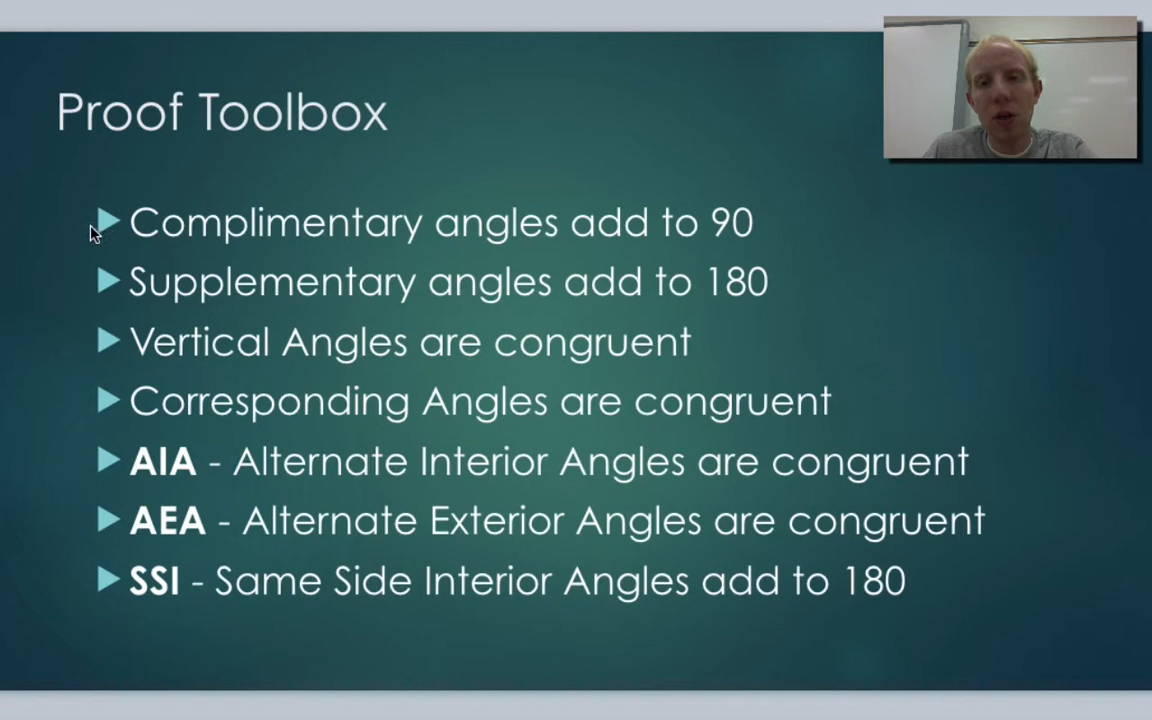 Proof Toolbox
Complimentary angles add to 90
Supplementary angles add to 180
Vertical Angles are congruent
Corresponding Angles are congruent
AIA - Alternate Interior Angles are congruent
AEA - Alternate Exterior Angles are congruent
SSI - Same Side Interior Angles add to 180